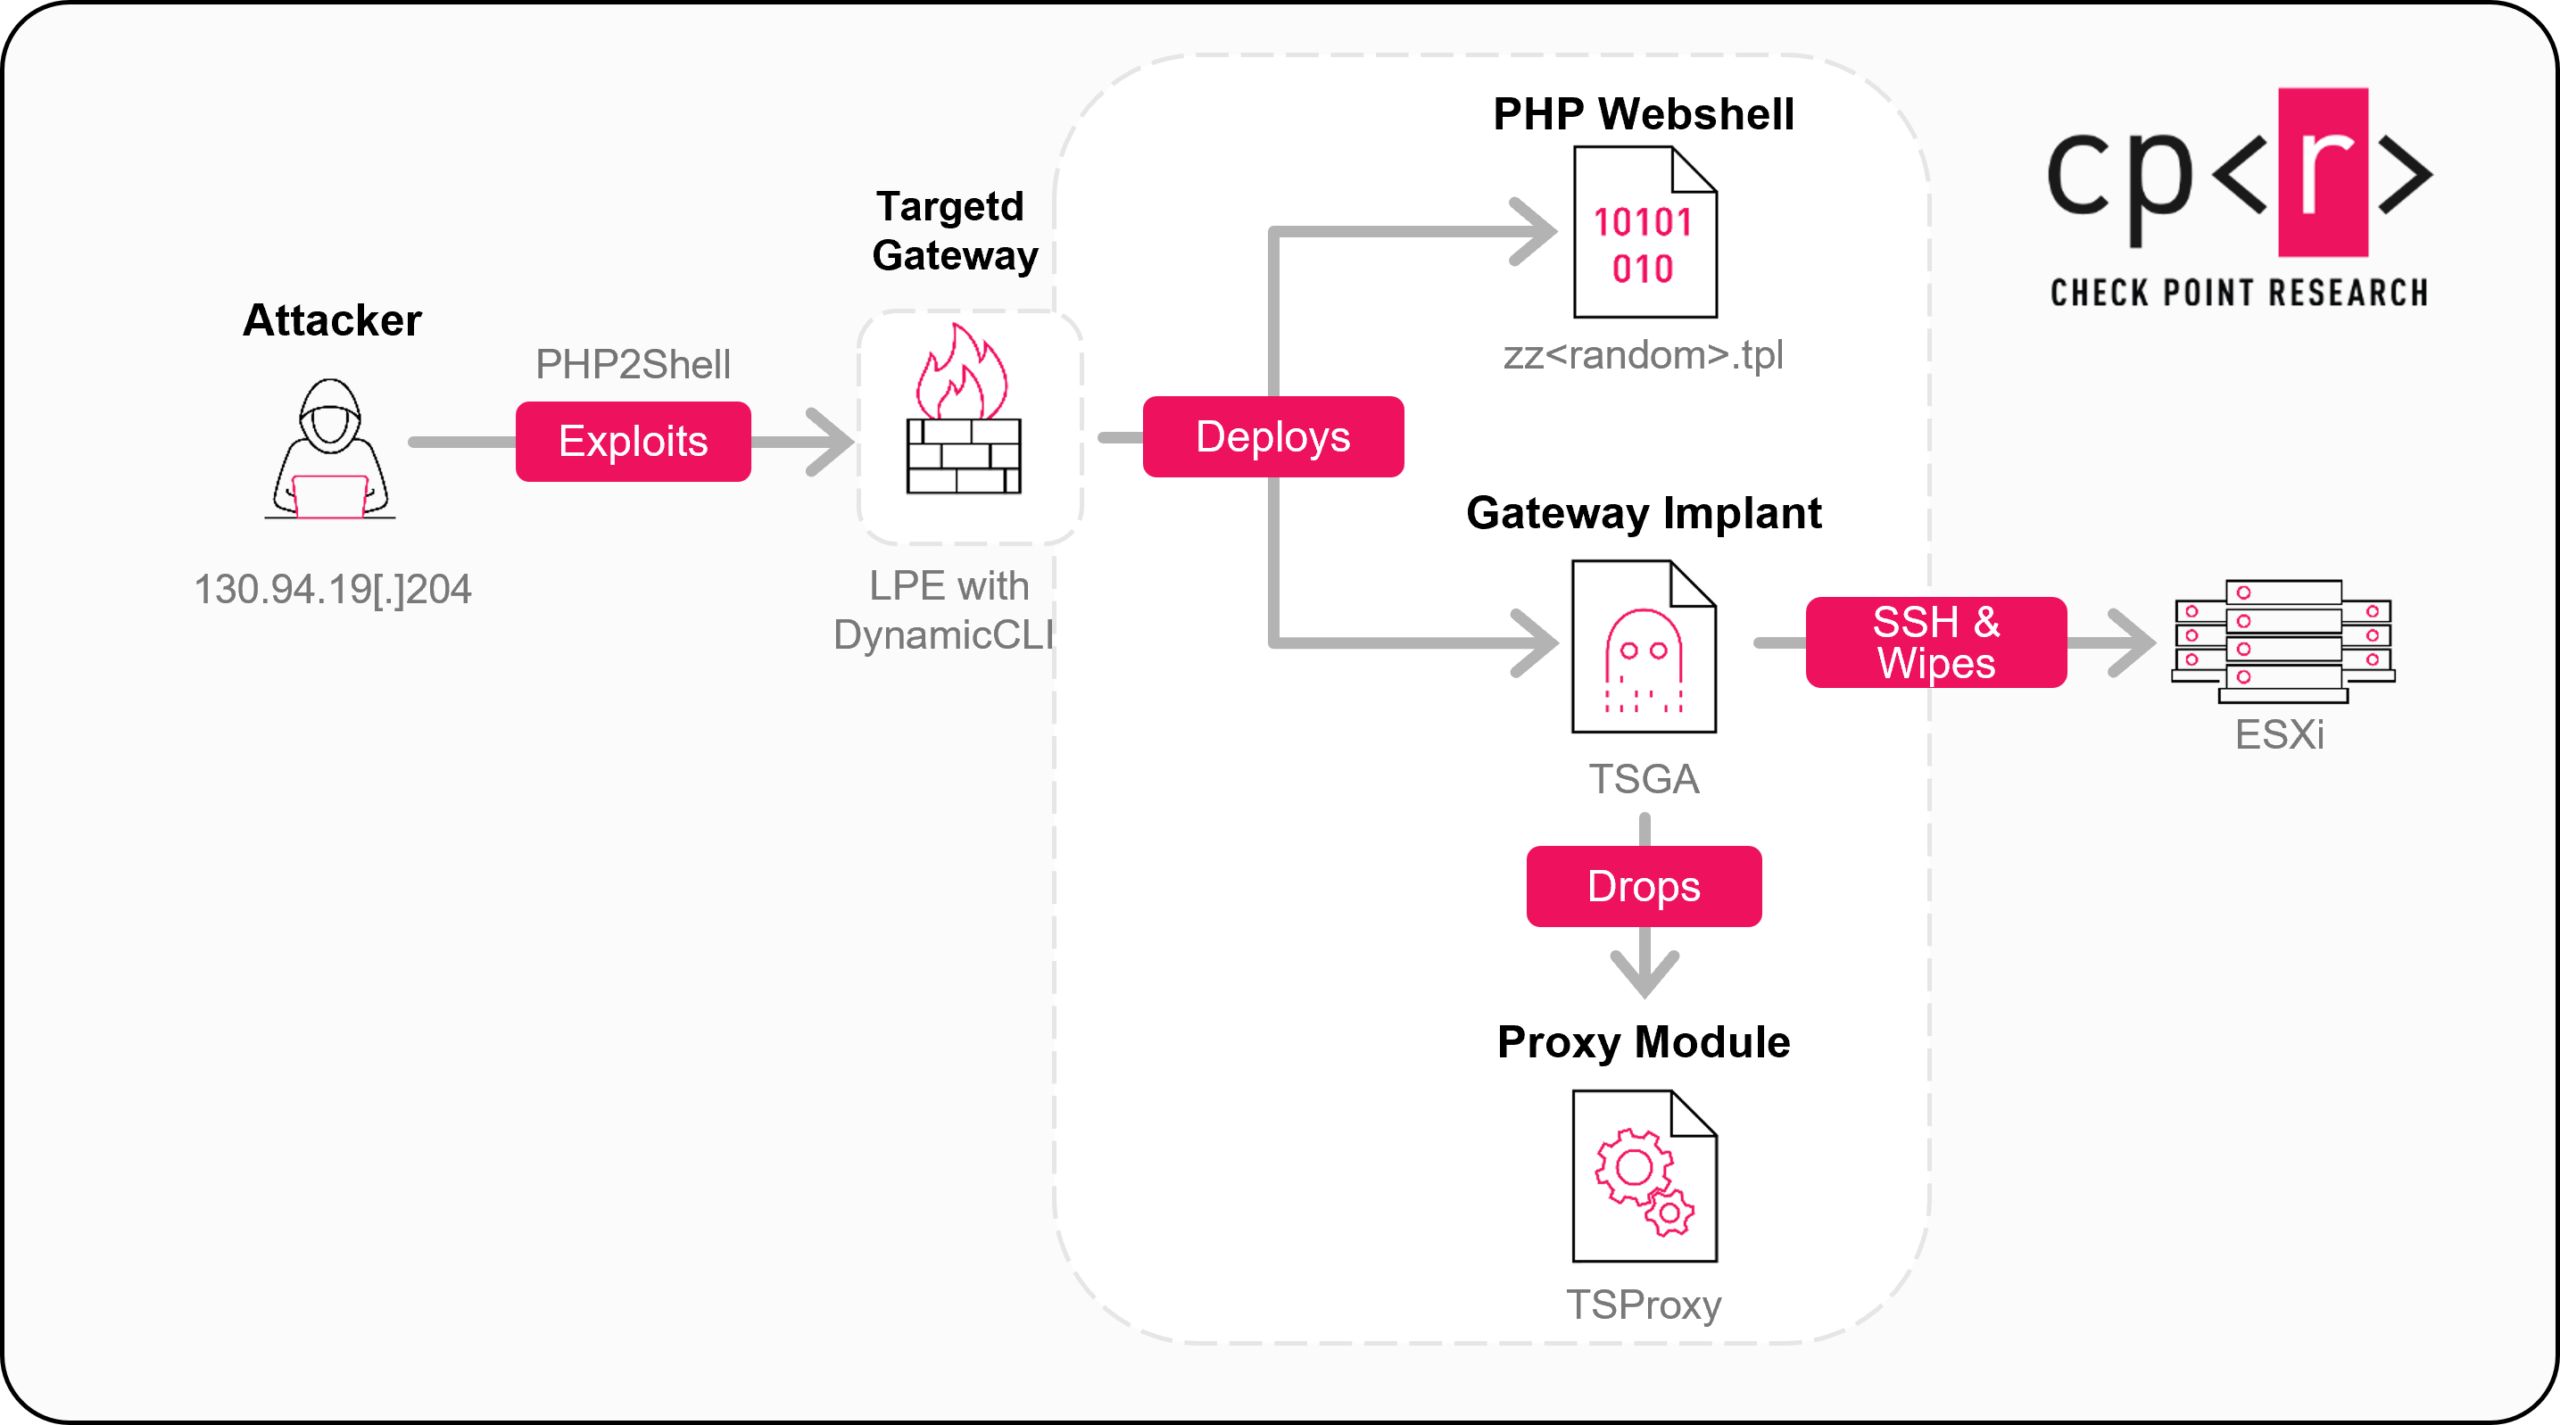 PHP Webshell
10101
010
zz<random>.tpl
cp<r>
CHECK POINT RESEARCH
Targetd
Gateway
Attacker
PHP2Shell
Exploits
130.94.19[.]204
LPE with
DynamicCLI
Deploys
Gateway Implant
TSGA
SSH &
Wipes
ESXi
Drops
Proxy Module
TSProxy